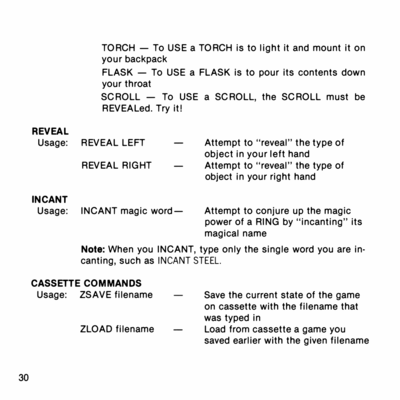 TORCH — To USE a TORCH is to light it and mount it on
your backpack
FLASK — To USE a FLASK is to pour its contents down
your throat
SCROLL — To USE a SCROLL, the SCROLL must be
REVEALed. Try it!
REVEAL
Usage: REVEAL LEFT — Attempt to “reveal” the type of
object in your left hand
REVEAL RIGHT — Attempt to “reveal” the type of
object in your right hand
INCANT
Usage: INCANT magic word— Attempt to conjure up the magic
power of a RING by “incanting” its
magical name
Note: When you INCANT, type only the single word you are in-
canting, such as INCANT STEEL.
CASSETTE COMMANDS
Usage: ZSAVE filename — Save the current state of the game
on cassette with the filename that
was typed in
ZLOAD filename — Load from cassette a game you
saved earlier with the given filename
30